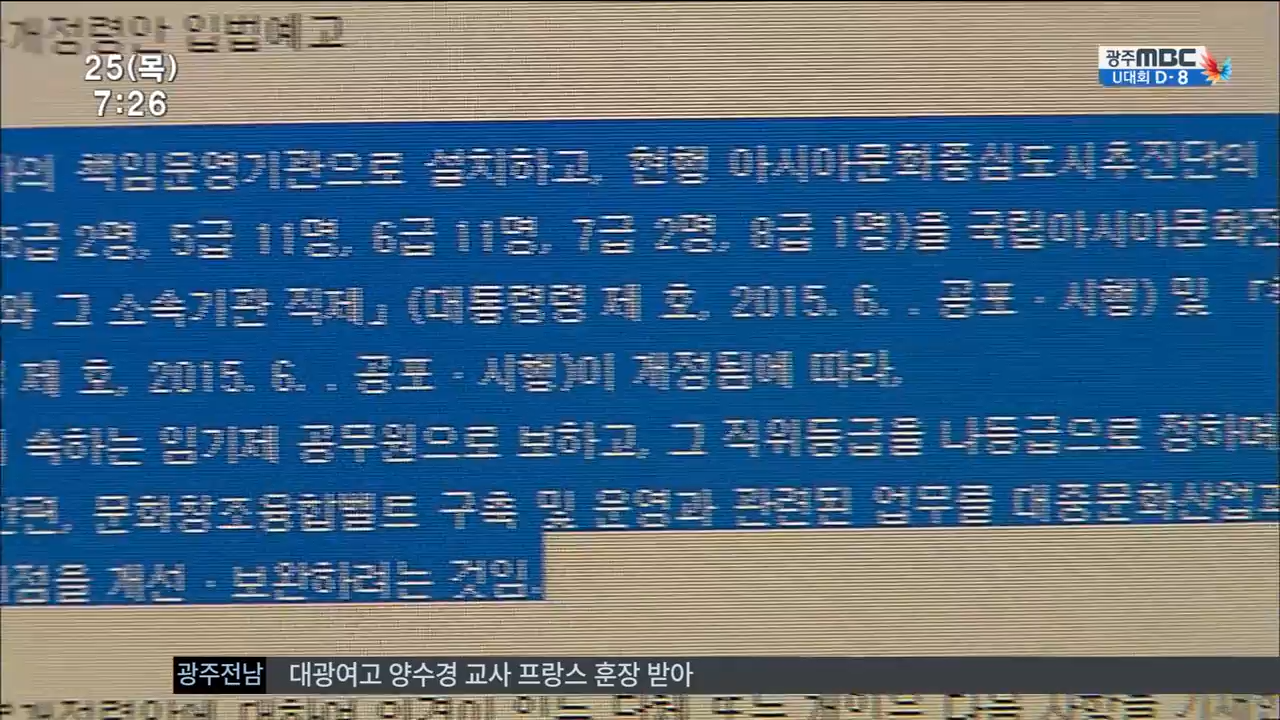 개정령안 입법예고
25(목)
7:26
광주MBC
U대회 D-8
의 책임운영기관으로 설치하고, 현행 아시아문화중심도시추진단의
5급 2명, 5급 11명, 6급 11명, 7급 2명, 8급 1명)을 국립아시아문화전
와 그 소속기관 직제」(대통령령 제 호, 2015. 6. . 공포ㆍ시행) 및 「
제 호, 2015. 6. . 공포ㆍ시행)이 개정됨에 따라,
속하는 임기제 공무원으로 보하고, 그 직위등급을 나등급으로 정하며
한편, 문화창조융합벨트 구축 및 운영과 관련된 업무를 대중문화산업과
점을 개선ㆍ보완하려는 것임.
광주전남 대광여고 양수경 교사 프랑스 훈장 받아